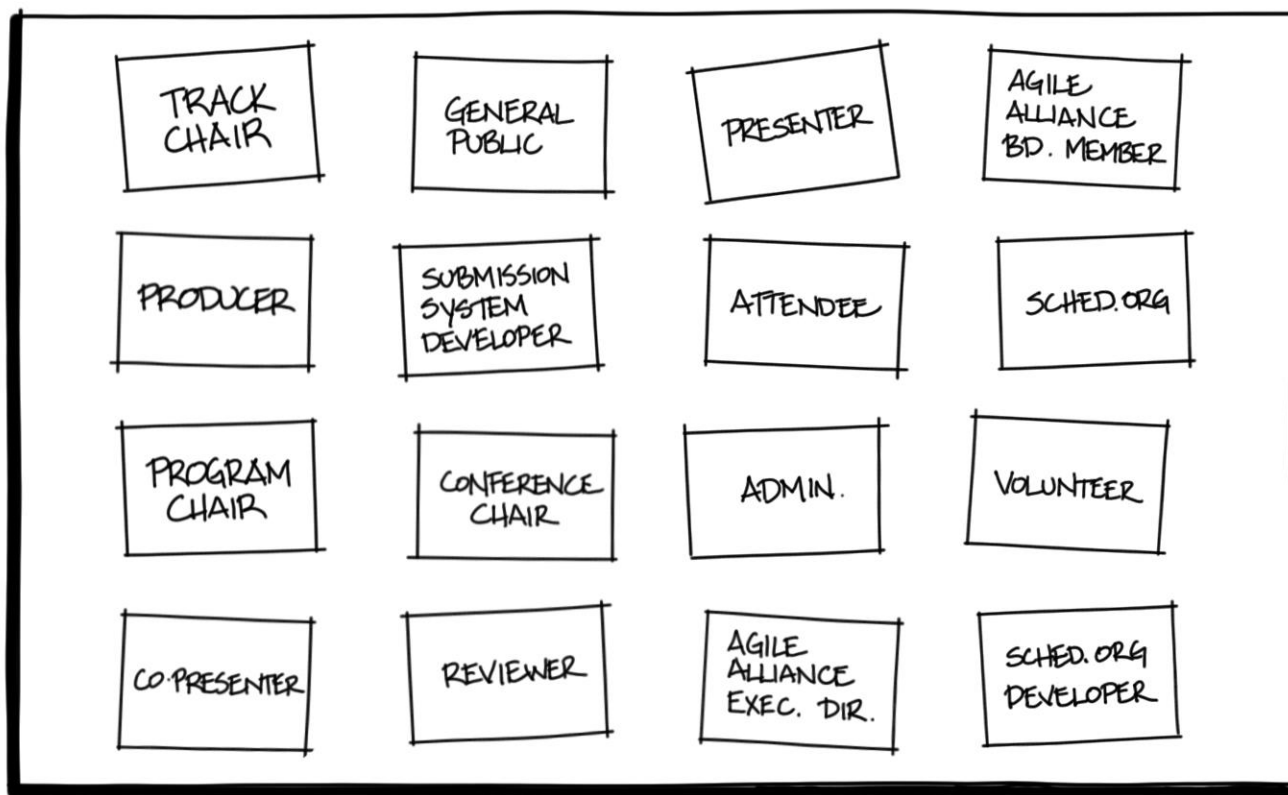 TRACK
CHAIR
GENERAL
PUBLIC
PRESENTER
AGILE
ALLIANCE
BD. MEMBER
PRODUCER
SUBMISSION
SYSTEM
DEVELOPER
ATTENDEE
SCHED.ORG
PROGRAM
CHAIR
CONFERENCE
CHAIR
ADMIN.
VOLUNTEER
CO-PRESENTER
REVIEWER
AGILE
ALLIANCE
EXEC. DIR.
SCHED.ORG
DEVELOPER